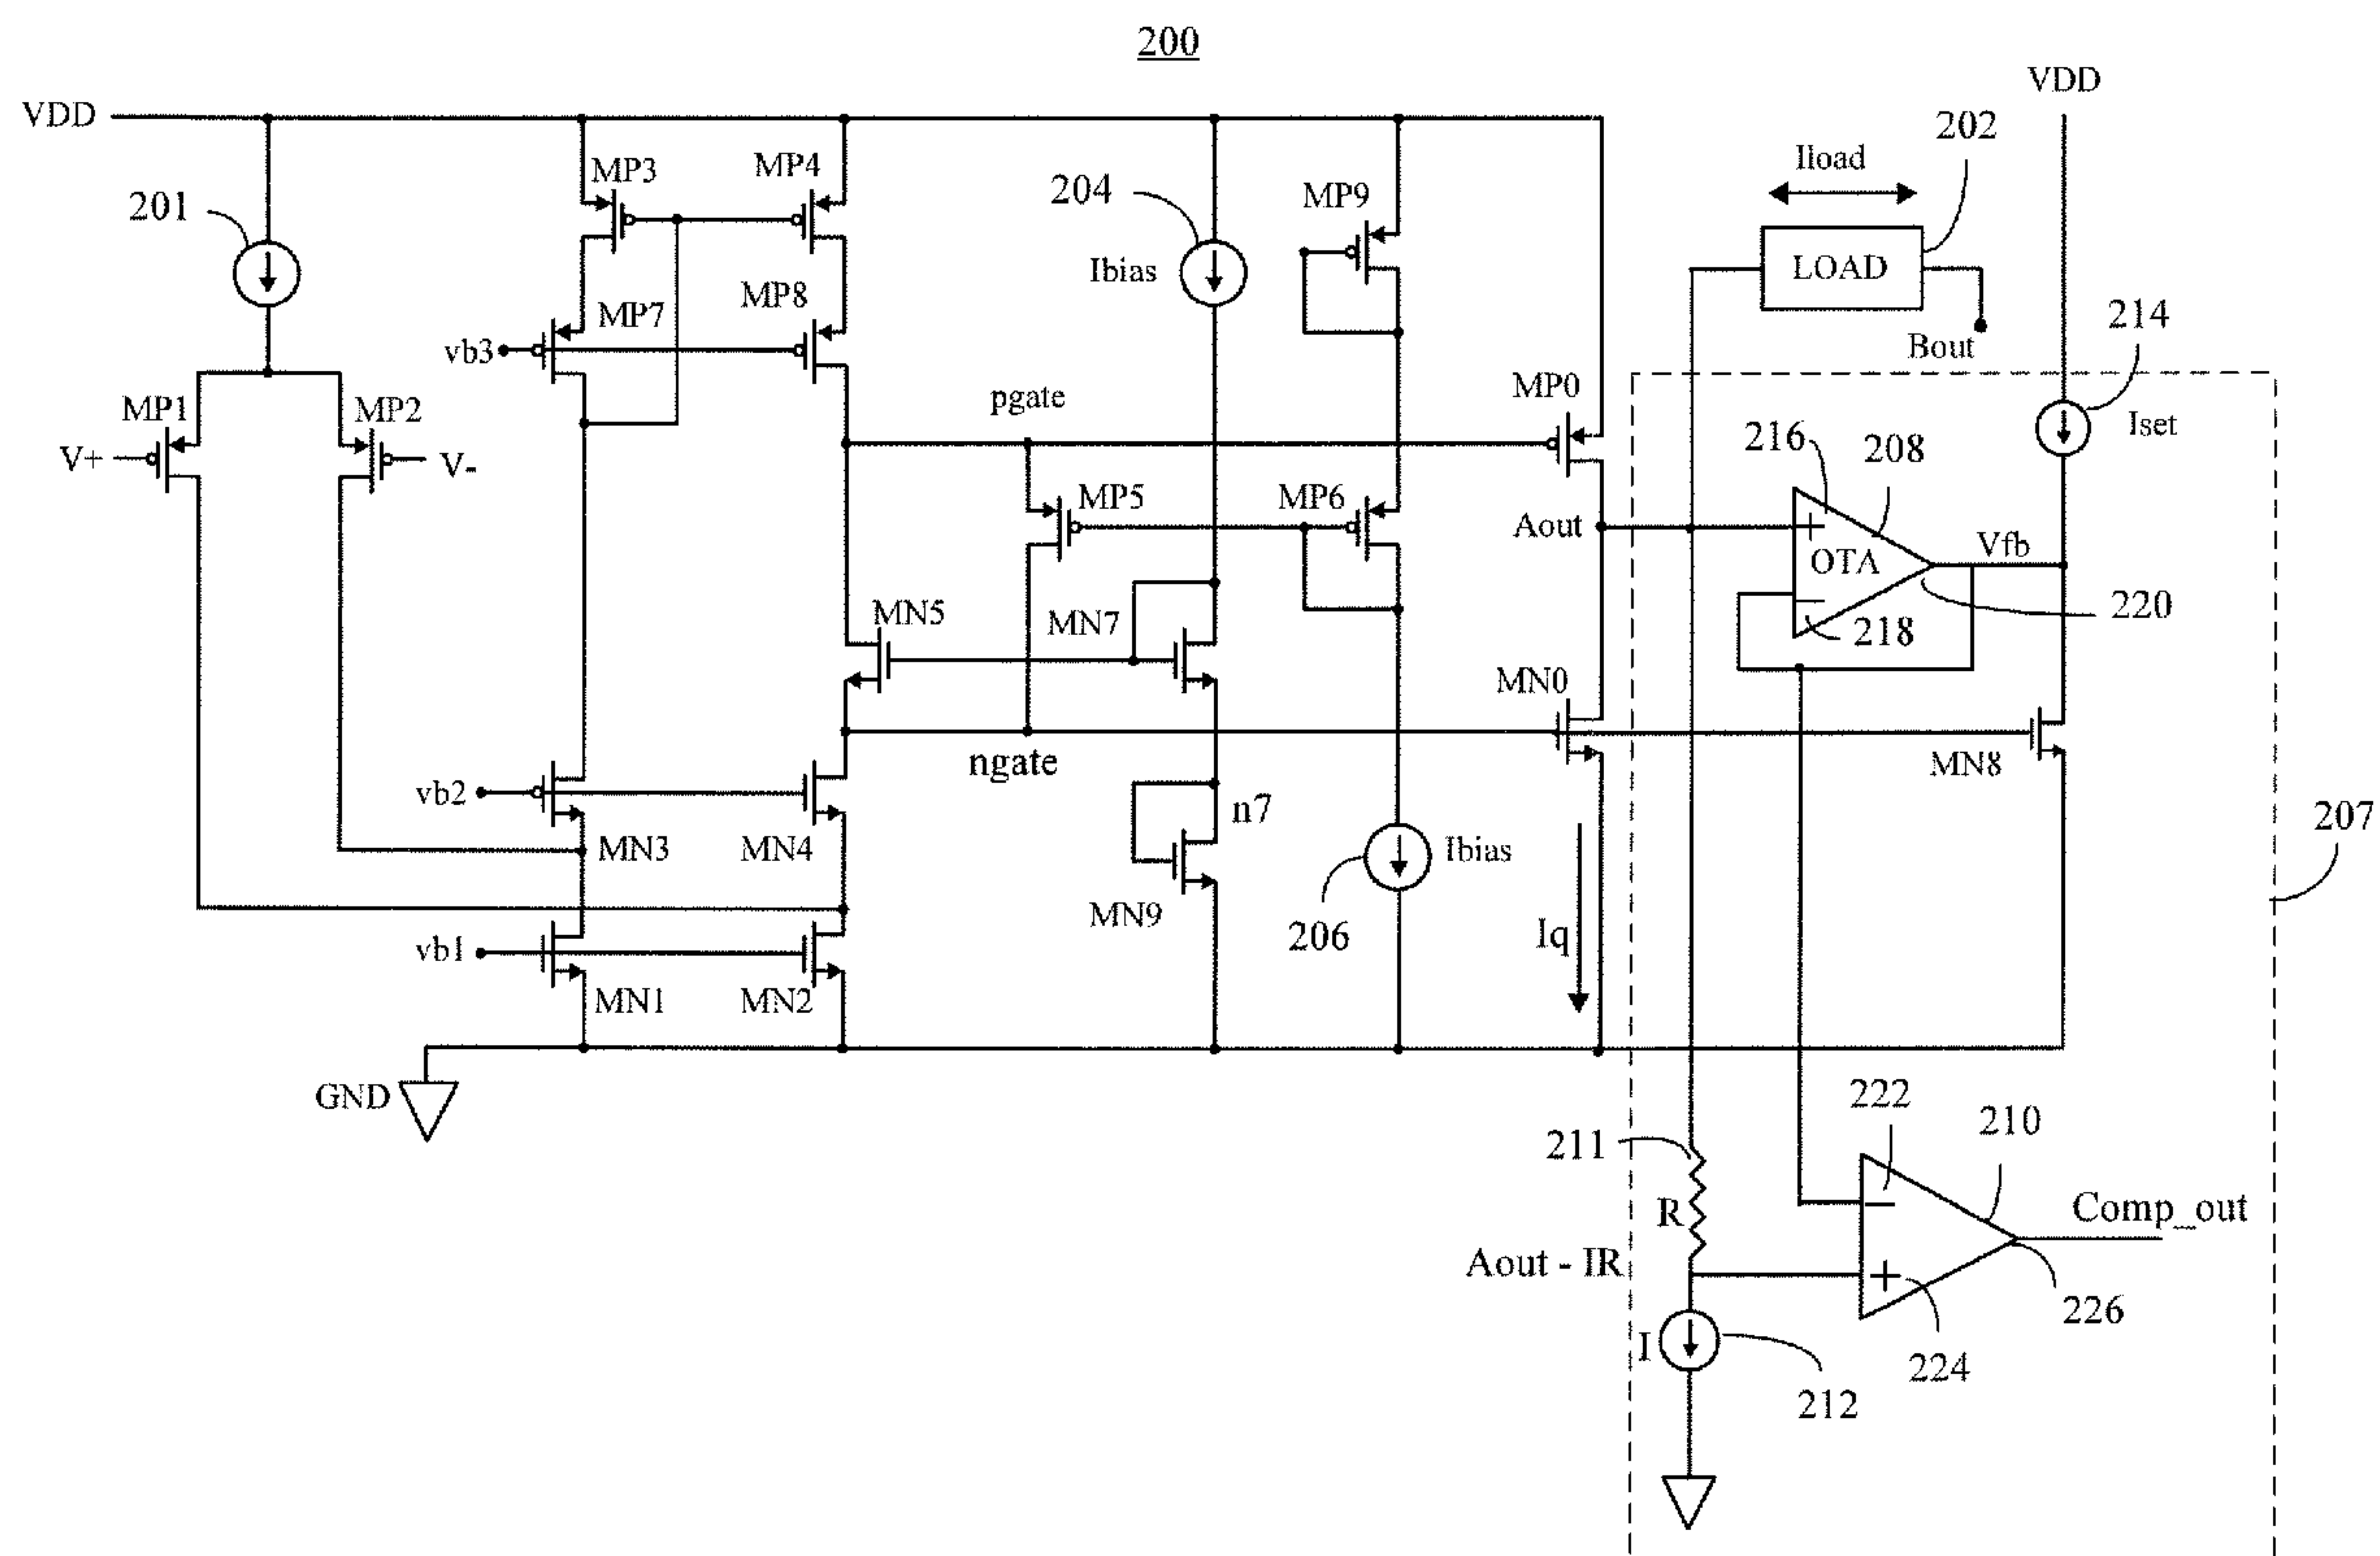 200
VDD
VDD
202
Iload
MP3
MP4
204
MP9
201
LOAD
Ibias
MP8
MP7
214
vb3
Bout
MP0
pgate
MP1
MP2
Iset
216
208
V+
V-
MP5
MP6
Aout
+
Vfb
OTA
MN5
MN7
220
-
218
MN0
ngate
MN8
vb2
n7
207
MN3
MN4
Ibias
MN9
206
Iq
vb1
MN1
MN2
GND
222
210
211
R
-
Comp_out
Aout - IR
+
226
I
224
212